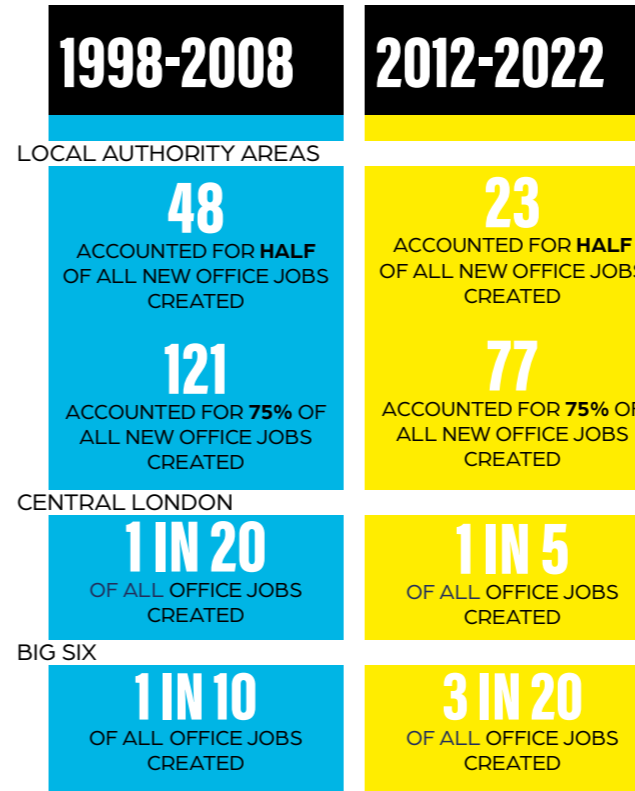 1998-2008
2012-2022
LOCAL AUTHORITY AREAS
48
ACCOUNTED FOR HALF
OF ALL NEW OFFICE JOBS
CREATED
23
ACCOUNTED FOR HALF
OF ALL NEW OFFICE JOBS
CREATED
121
ACCOUNTED FOR 75% OF
ALL NEW OFFICE JOBS
CREATED
77
ACCOUNTED FOR 75% OF
ALL NEW OFFICE JOBS
CREATED
CENTRAL LONDON
1 IN 20
OF ALL OFFICE JOBS
CREATED
1 IN 5
OF ALL OFFICE JOBS
CREATED
BIG SIX
1 IN 10
OF ALL OFFICE JOBS
CREATED
3 IN 20
OF ALL OFFICE JOBS
CREATED